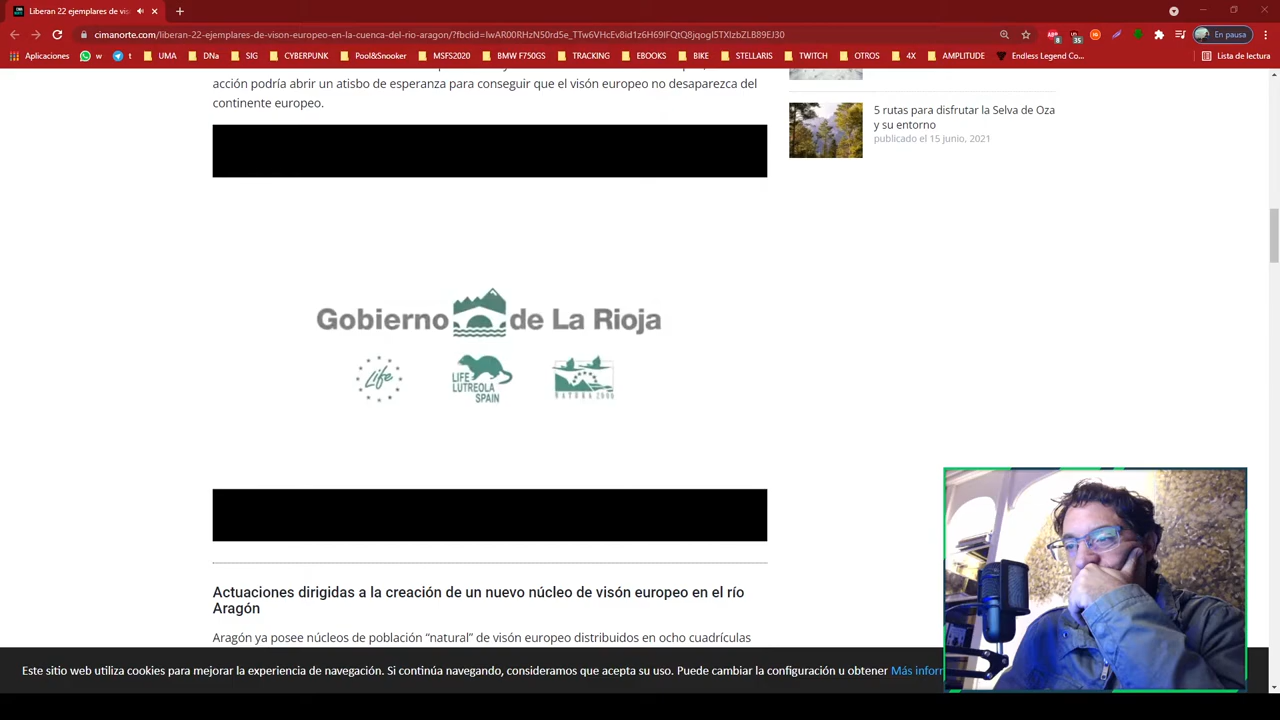 Liberan 22 ejemplares de vis
cimanorte.com/liberan-22-ejemplares-de-vison-europeo-en-la-cuenca-del-rio-aragon/?fbclid=IwAR00RHzN50rdSe_TTw6VHcEv8id1z6H69IFQtQ8jqogI5TXIzbZLB89EJ30
En pausa
Aplicaciones w t UMA DNa SIG CYBERPUNK Pool&Snooker MSFS2020 BMW F750GS TRACKING EBOOKS BIKE STELLARIS TWITCH OTROS 4X AMPLITUDE Endless Legend Co... Lista de lectura
acción podría abrir un atisbo de esperanza para conseguir que el visón europeo no desaparezca del
continente europeo.
5 rutas para disfrutar la Selva de Oza
y su entorno
publicado el 15 junio, 2021
Gobierno de La Rioja
Life
LIFE
LUTREOLA
SPAIN
NATURA 2000
Actuaciones dirigidas a la creación de un nuevo núcleo de visón europeo en el río
Aragón
Aragón ya posee núcleos de población “natural” de visón europeo distribuidos en ocho cuadrículas
Este sitio web utiliza cookies para mejorar la experiencia de navegación. Si continúa navegando, consideramos que acepta su uso. Puede cambiar la configuración u obtener Más inforn